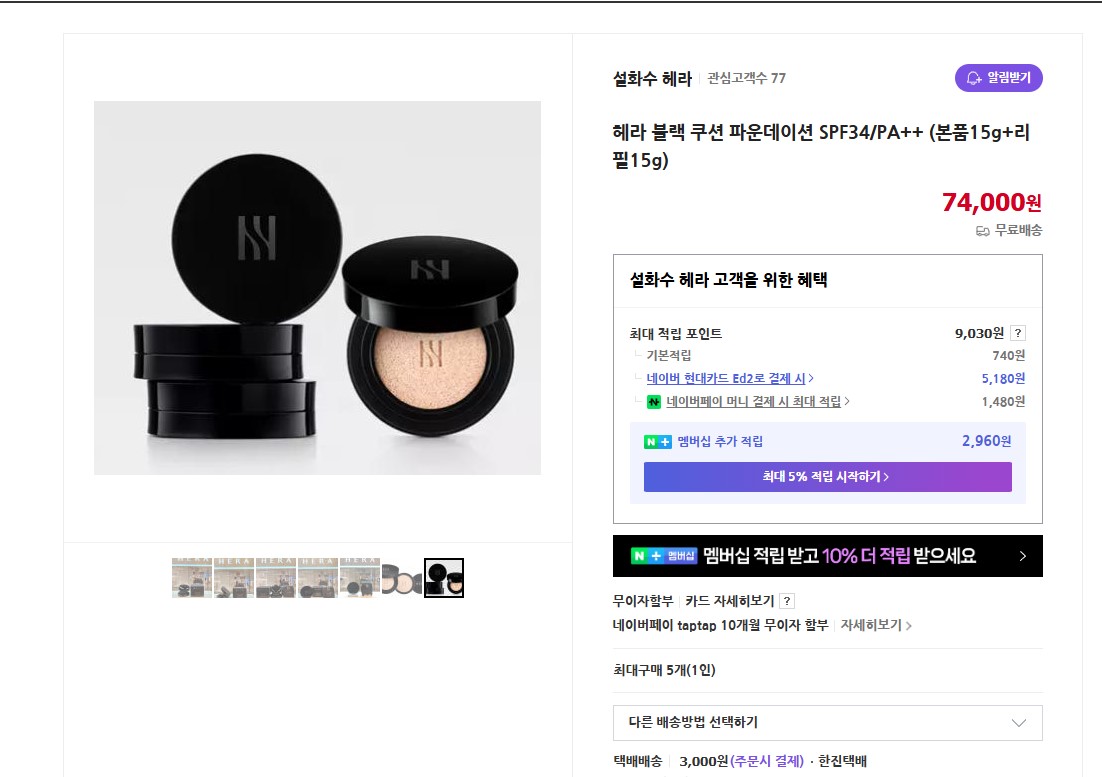 설화수 헤라 관심고객수 77
알림받기
헤라 블랙 쿠션 파운데이션 SPF34/PA++ (본품15g+리
필15g)
74,000원
무료배송
설화수 헤라 고객을 위한 혜택
최대 적립 포인트 9,030원 ?
기본적립 740원
네이버 현대카드 Ed2로 결제 시 5,180원
네이버페이 머니 결제 시 최대 적립 1,480원
N + 멤버십 추가 적립 2,960원
최대 5% 적립 시작하기
N + 멤버십 멤버십 적립 받고 10% 더 적립 받으세요
무이자할부 카드 자세히보기 ?
네이버페이 taptap 10개월 무이자 할부 자세히보기
최대구매 5개(1인)
다른 배송방법 선택하기
택배배송 3,000원(주문시 결제) · 한진택배
HERA
HERA
HERA
HERA